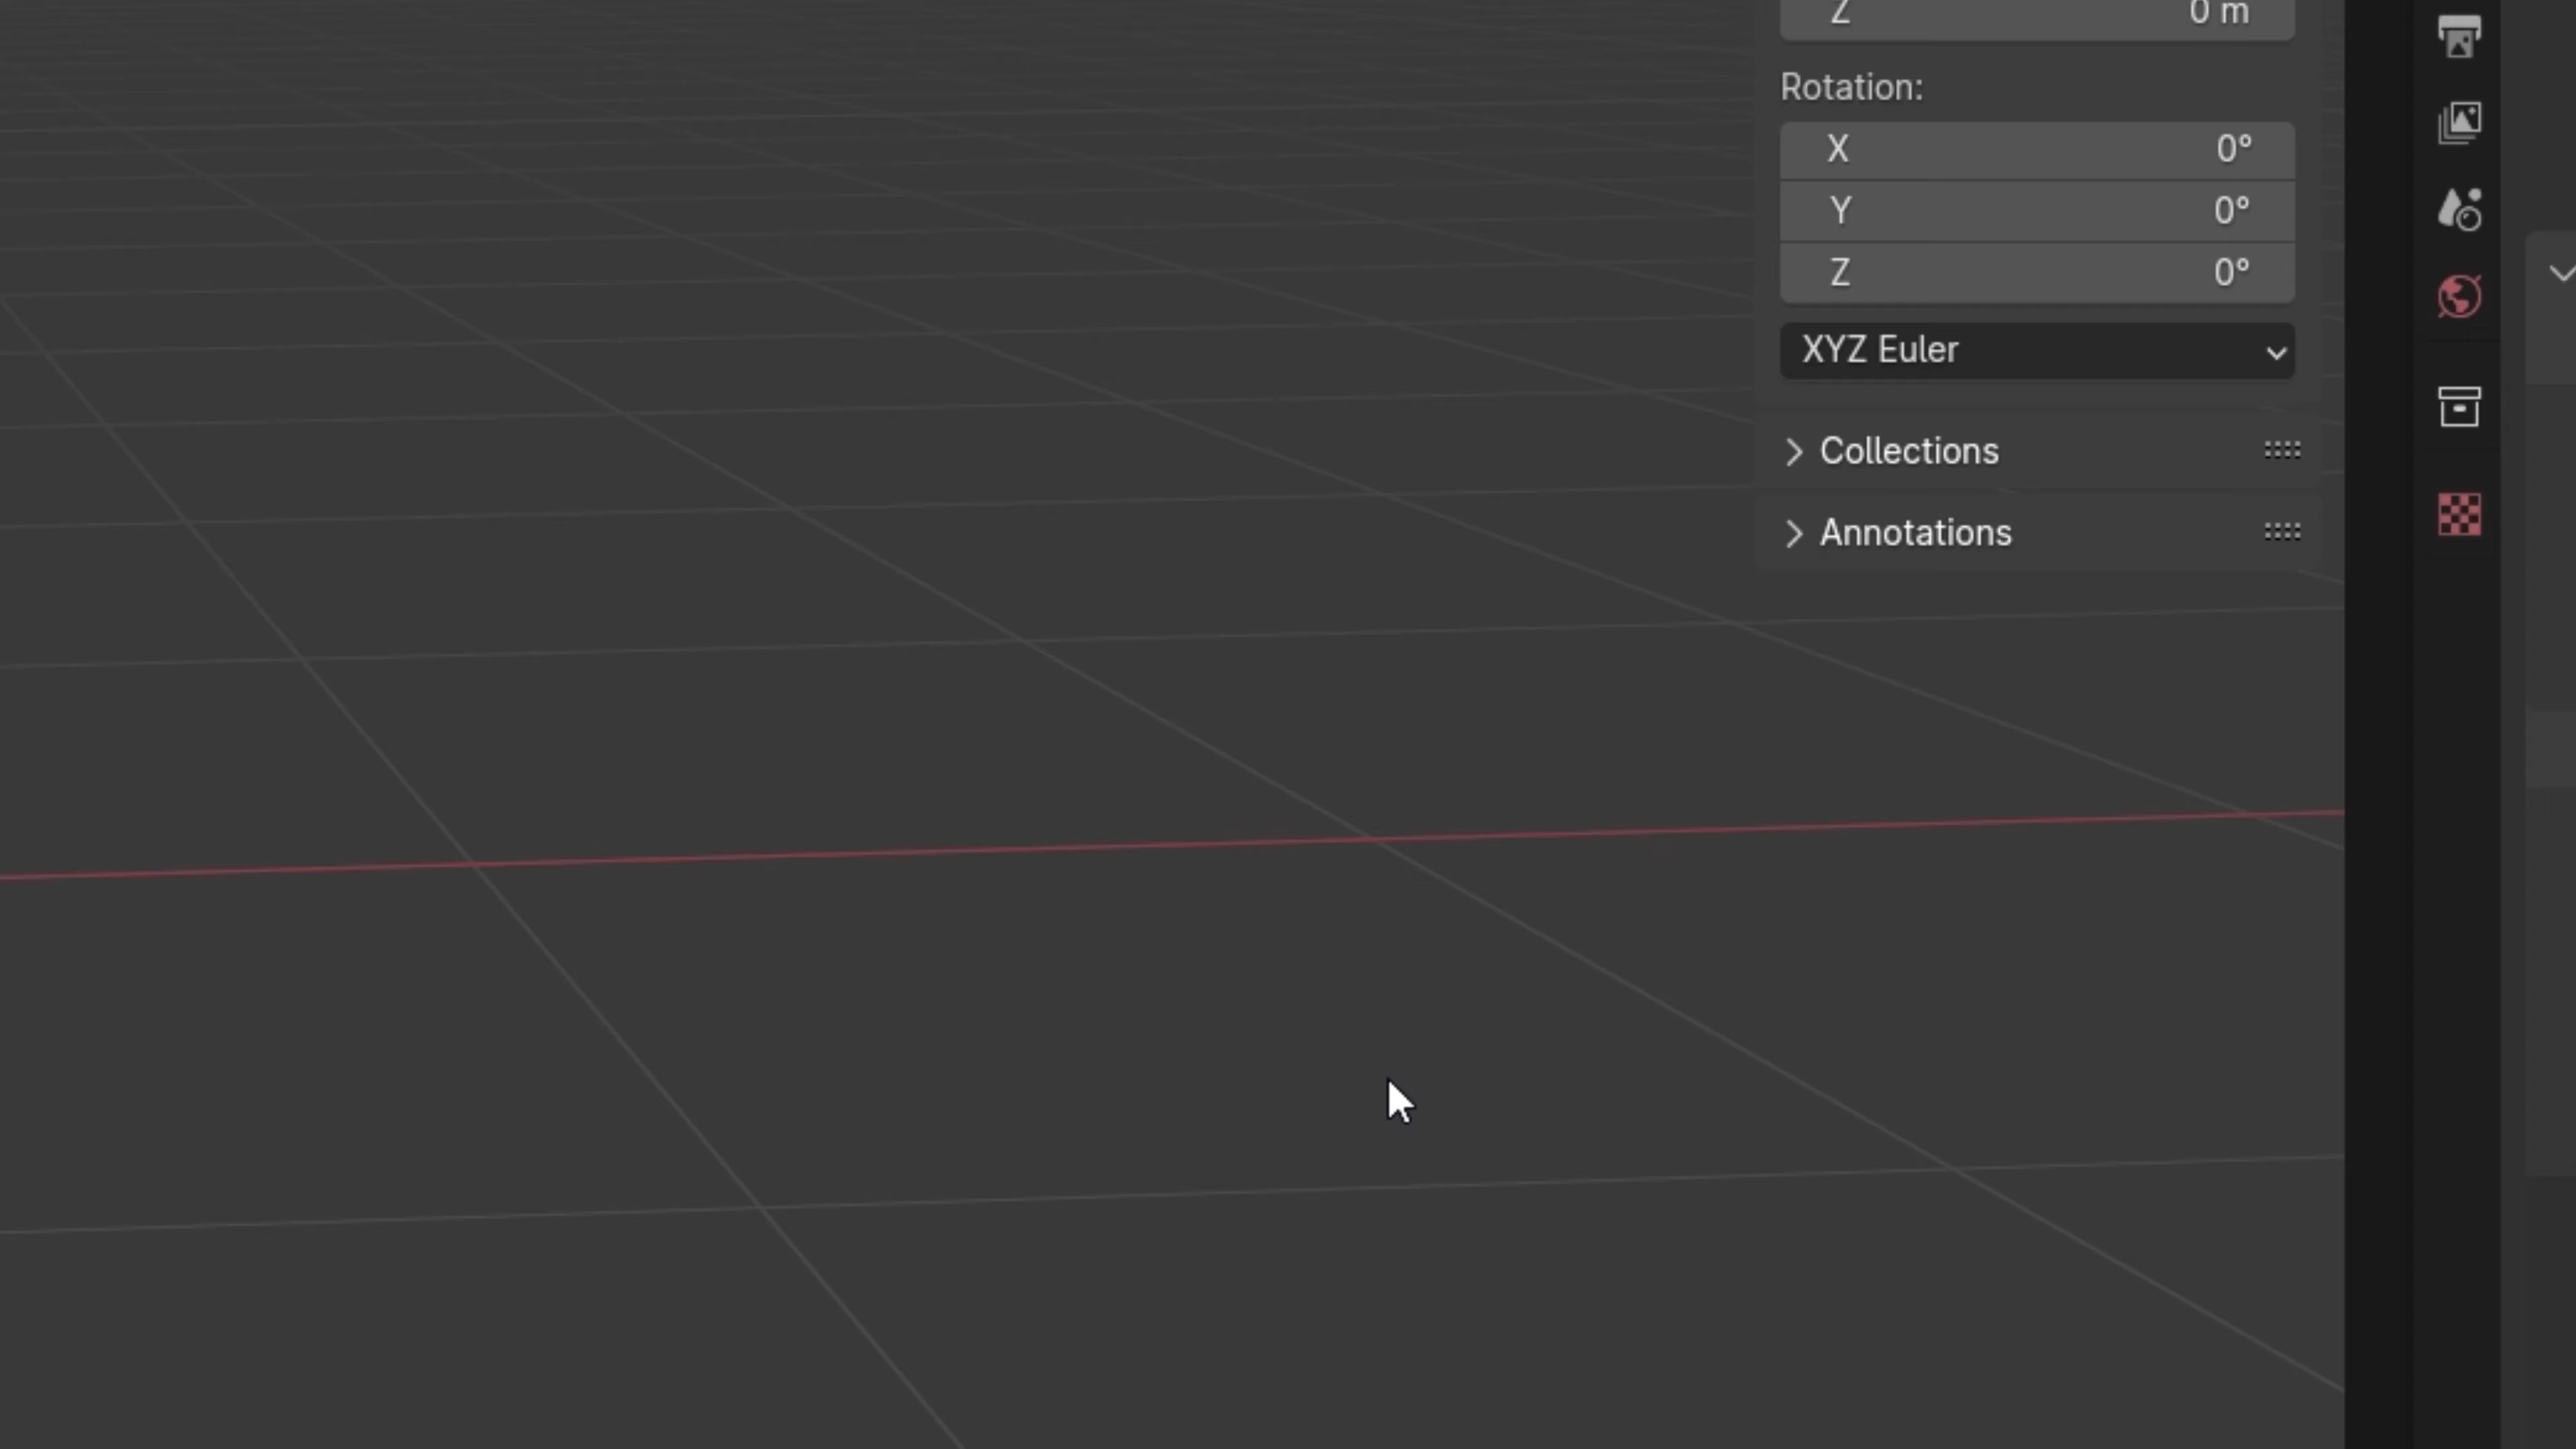 Z 0 m
Rotation:
X 0°
Y 0°
Z 0°
XYZ Euler
Collections
Annotations